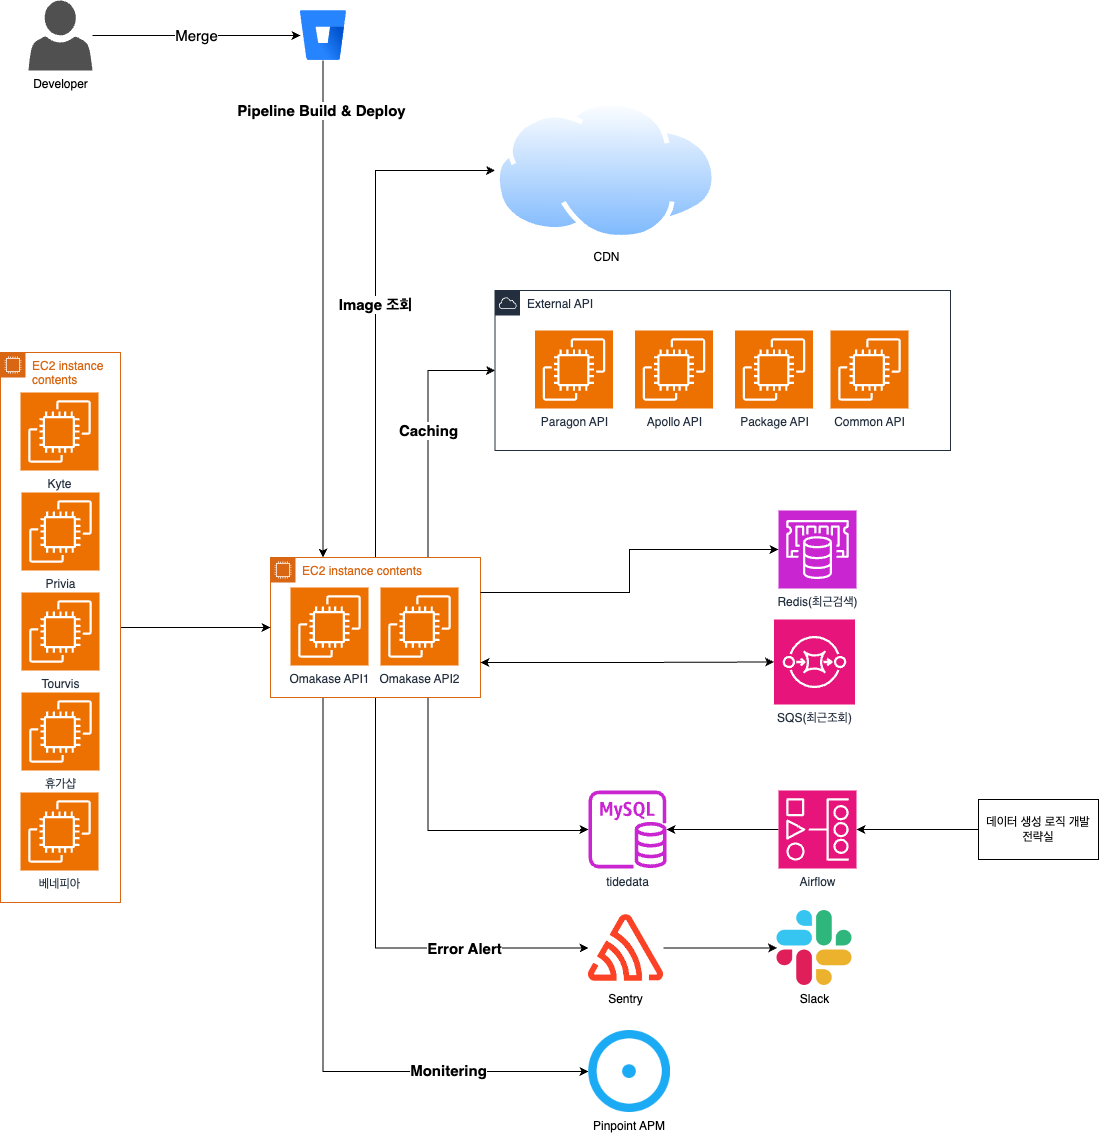 Merge
Developer
Pipeline Build & Deploy
CDN
Image 조회
External API
Paragon API
Apollo API
Package API
Common API
Caching
EC2 instance
contents
Kyte
Privia
Tourvis
휴가샵
베네피아
EC2 instance contents
Omakase API1
Omakase API2
Redis(최근검색)
SQS(최근조회)
MySQL
tidedata
Airflow
데이터 생성 로직 개발
전략실
Error Alert
Sentry
Slack
Monitering
Pinpoint APM